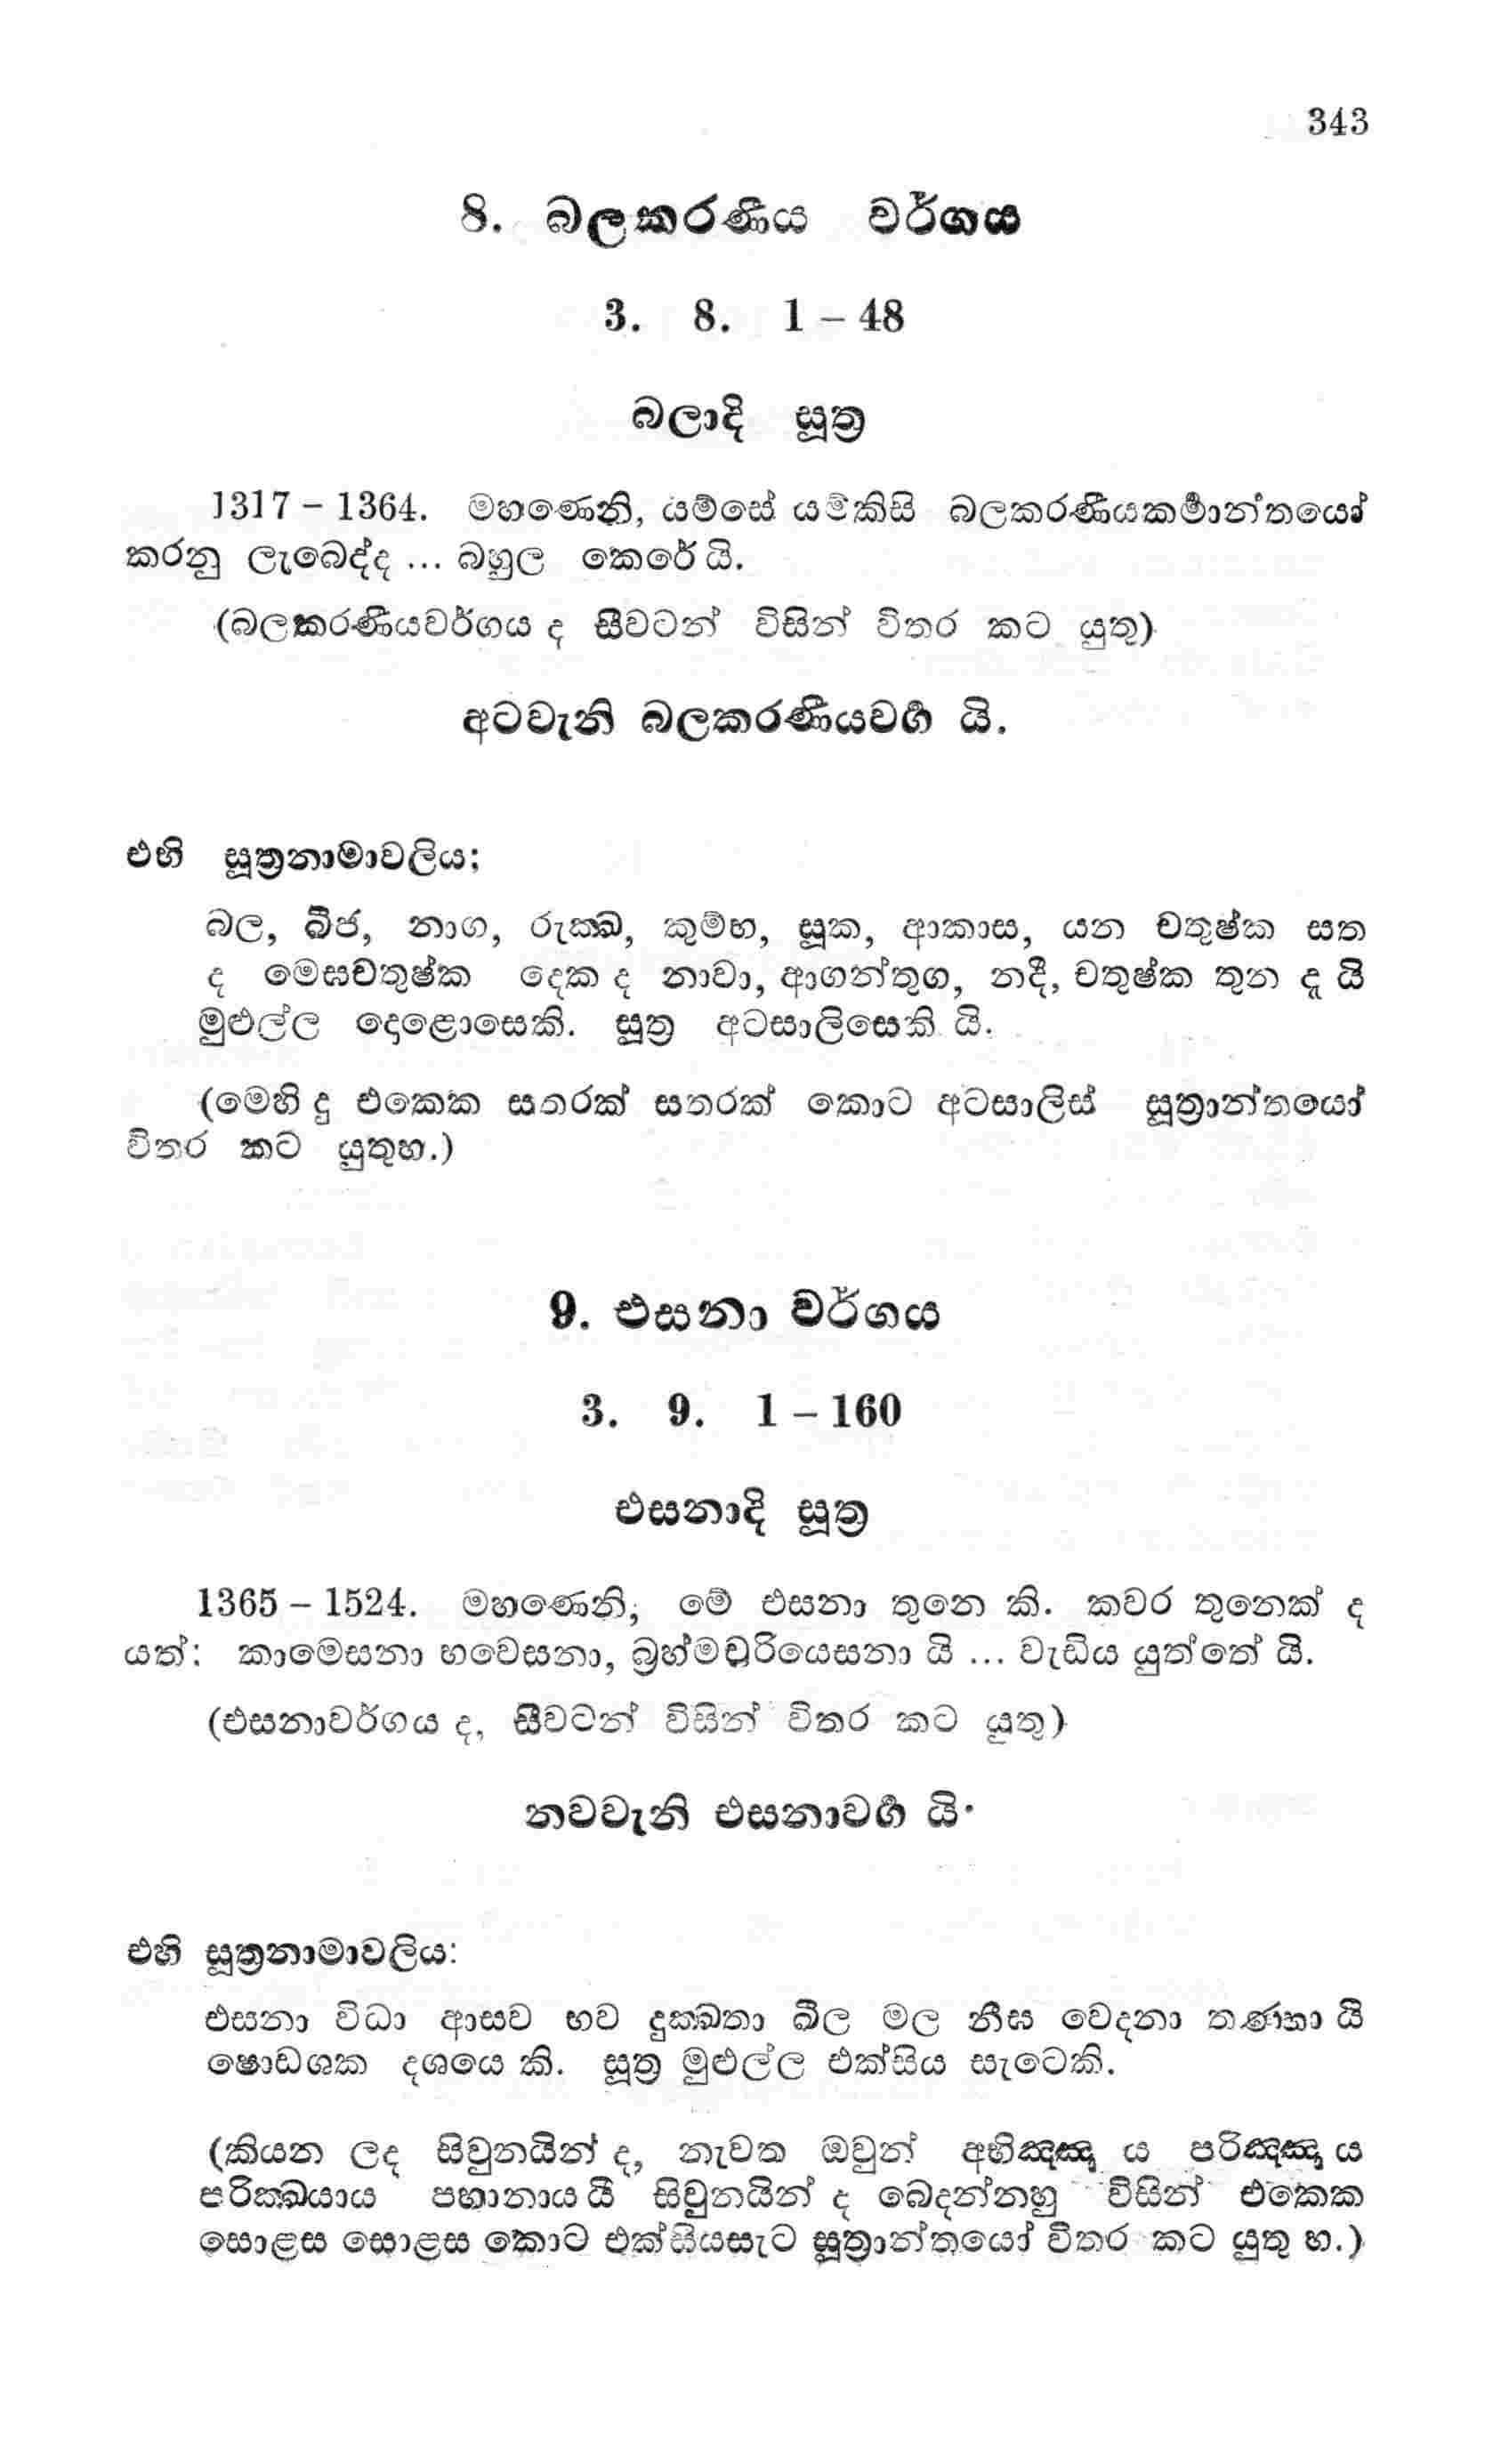 343
8. බලකරණීය වර්ගය
3. 8. 1 – 48
බලාදි සූත්‍ර
1317 – 1364. මහණෙනි, යම්සේ යම්කිසි බලකරණීයකර්‍මාන්තයෝ
කරනු ලැබෙද්ද ... බහුල කෙරේ යි.
(බලකරණීයවර්ගය ද සීවටන් විසින් විතර කට යුතු)
අටවැනි බලකරණීයවර්‍ග යි.
එහි සූත්‍රනාමාවලිය;
බල, බීජ, නාග, රුක්‍ඛ, කුම්භ, සූක, ආකාස, යන චතුෂ්ක සත
ද මෙඝචතුෂ්ක දෙක ද නාවා, ආගන්තුග, නදී, චතුෂ්ක තුන ද යි
මුළුල්ල දෙළොසෙකි. සූත්‍ර අටසාලිසෙකි යි.
(මෙහි දු එකෙක සතරක් සතරක් කොට අටසාලිස් සූත්‍රාන්තයෝ
විතර කට යුතුහ.)
9. එසනා වර්ගය
3. 9. 1 – 160
එසනාදි සූත්‍ර
1365 – 1524. මහණෙනි, මේ එසනා තුනෙ කි. කවර තුනෙක් ද
යත්: කාමෙසනා භවෙසනා, බ්‍රහ්මචරියෙසනා යි ... වැඩිය යුත්තේ යි.
(එසනාවර්ගය ද, සීවටන් විසින් විතර කට යුතු)
නවවැනි එසනාවර්‍ග යි.
එහි සූත්‍රනාමාවලිය:
එසනා විධා ආසව භව දුක්‍ඛතා ඛීල මල නීඝ වෙදනා තණ්හා යි
ෂොඩශක දශයෙ කි. සූත්‍ර මුළුල්ල එක්සිය සැටෙකි.
(කියන ලද සිවුනයින් ද, නැවත ඔවුන් අභිඤ්ඤා ය පරිඤ්ඤා ය
පරික්‍ඛයාය පහානාය යී සිවුනයින් ද බෙදන්නහු විසින් එකෙක
සොළස සොළස කොට එක්සියසැට සූත්‍රාන්තයෝ විතර කට යුතු හ.)